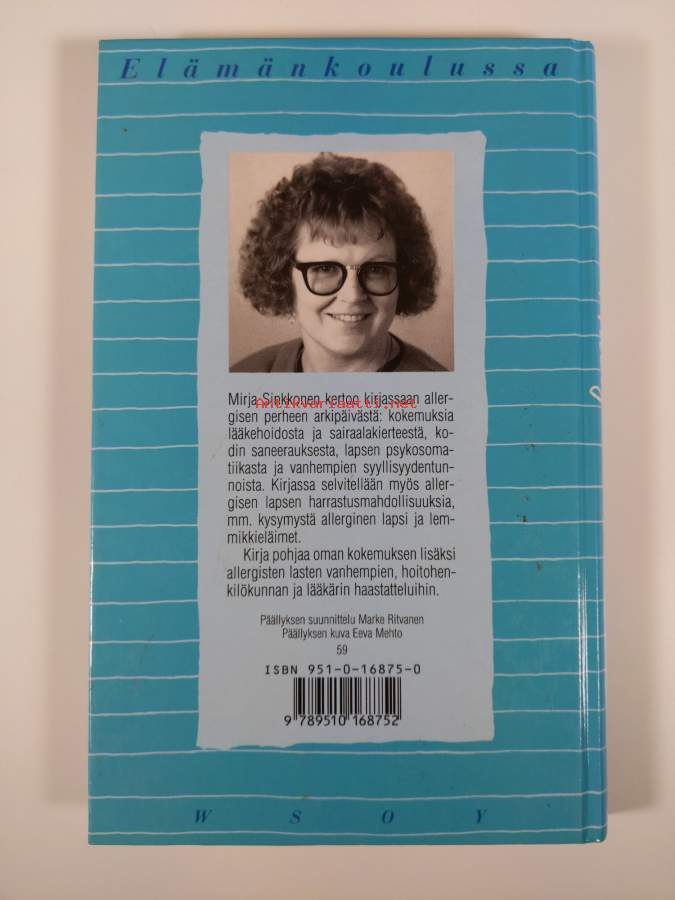 Elämänkoulussa
Mirja Sinkkonen kertoo kirjassaan aller-
Antikvariaatti.net
gisen perheen arkipäivästä: kokemuksia
lääkehoidosta ja sairaalakierteestä, ko-
din saneerauksesta, lapsen psykosoma-
tiikasta ja vanhempien syyllisyydentun-
noista. Kirjassa selvitellään myös aller-
gisen lapsen harrastusmahdollisuuksia,
mm. kysymystä allerginen lapsi ja lem-
mikkieläimet.
Kirja pohjaa oman kokemuksen lisäksi
allergisten lasten vanhempien, hoitohen-
kilökunnan ja lääkärin haastatteluihin.
Päällyksen suunnittelu Marke Ritvanen
Päällyksen kuva Eeva Mehto
59
ISBN 951-0-16875-0
9 789510 168752
WSOY